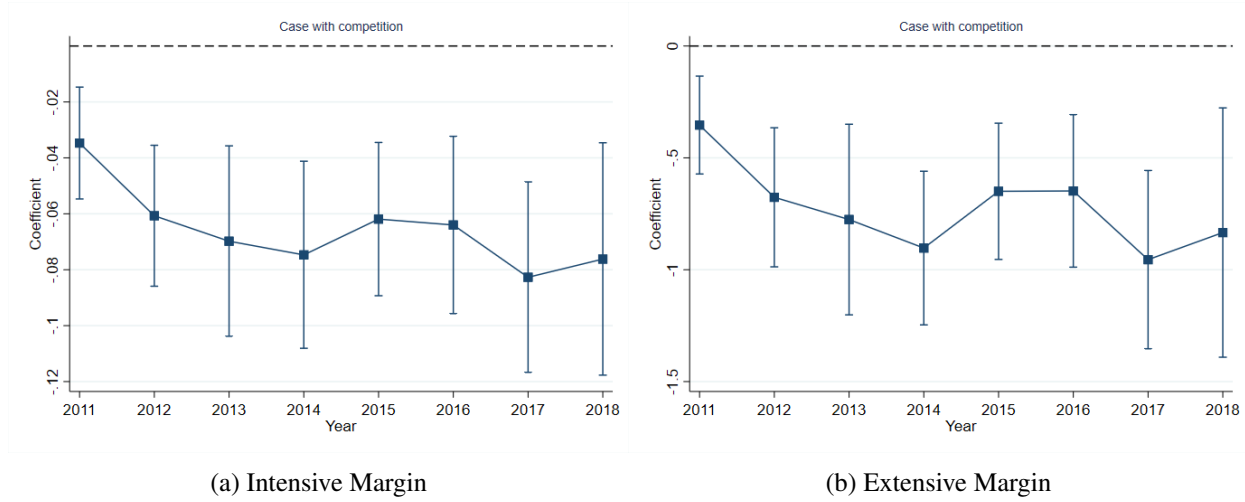 Case with competition
-.02
-.04
-.06
-.08
-.1
-.12
Coefficient
2011 2012 2013 2014 2015 2016 2017 2018
Year
(a) Intensive Margin
Case with competition
0
-.5
-1
-1.5
Coefficient
2011 2012 2013 2014 2015 2016 2017 2018
Year
(b) Extensive Margin